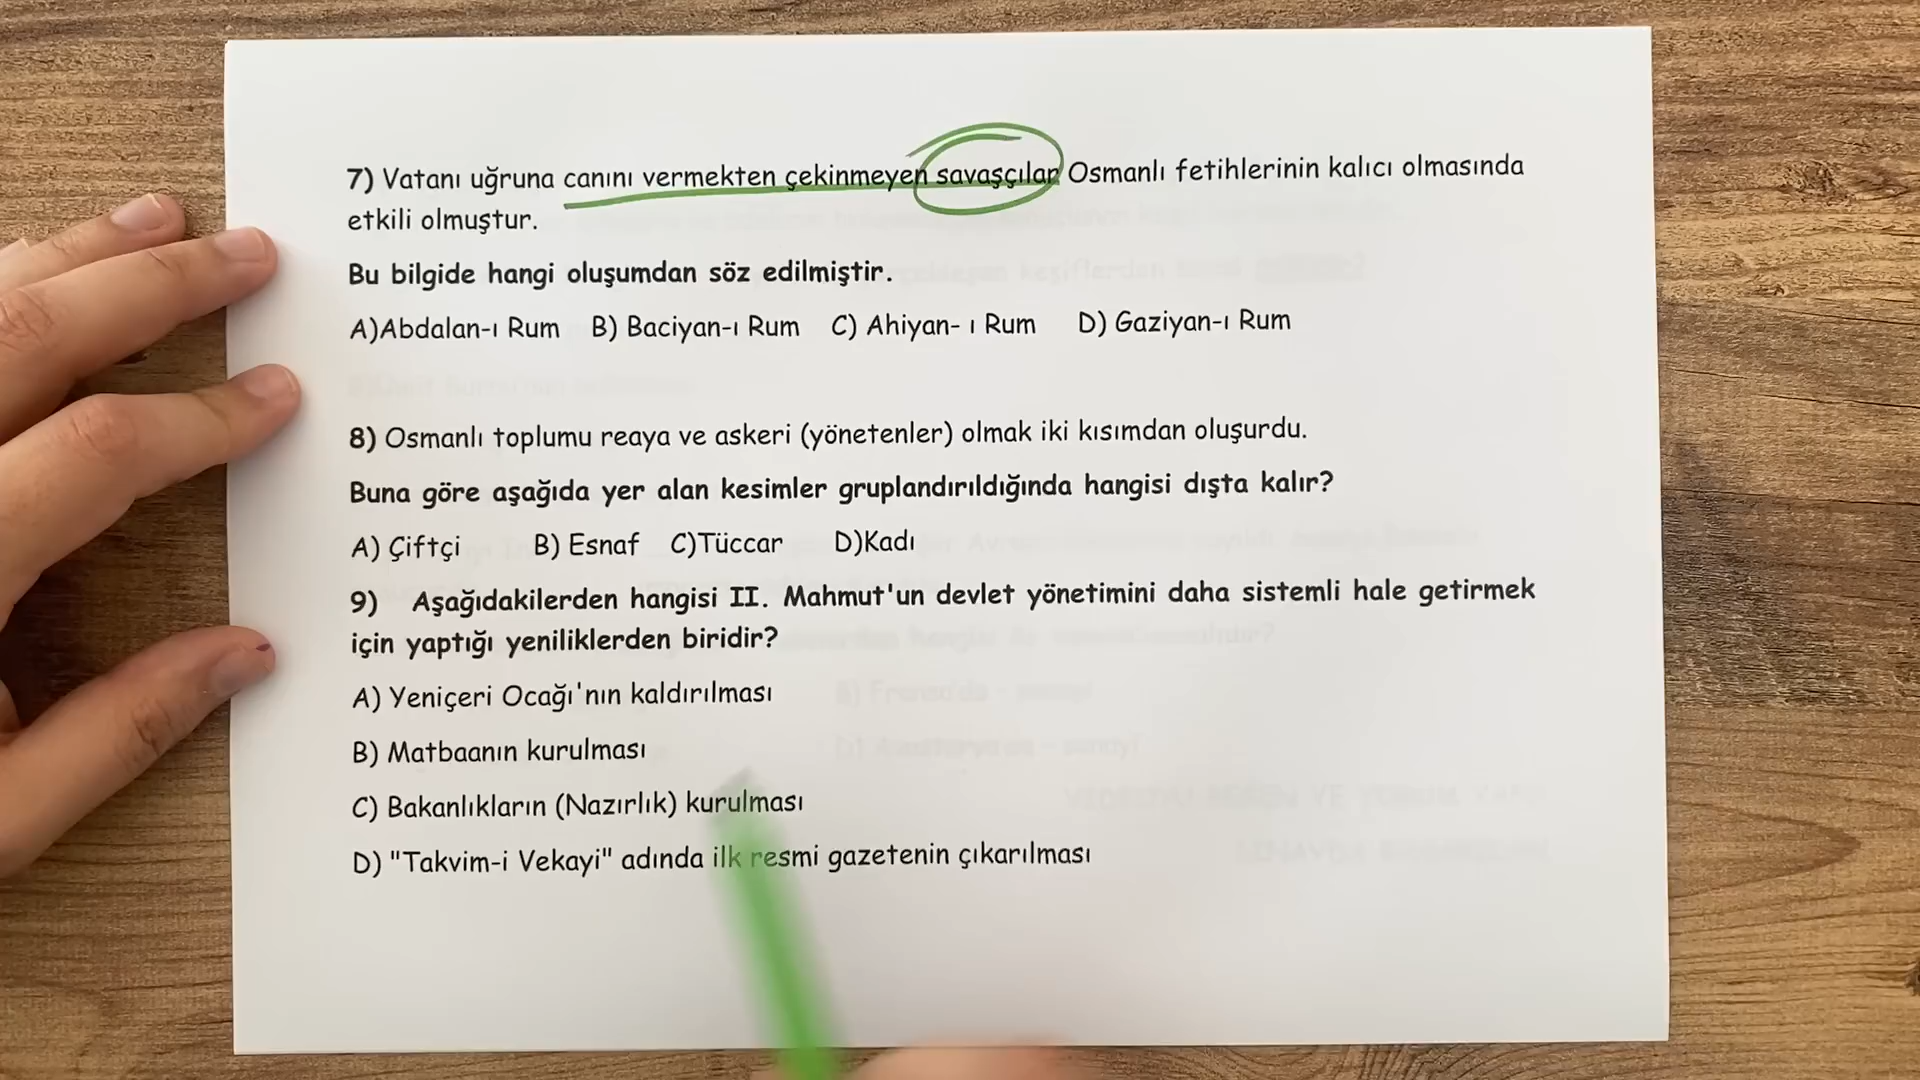 7) Vatanı uğruna canını vermekten çekinmeyen savaşçılar Osmanlı fetihlerinin kalıcı olmasında
etkili olmuştur.
Bu bilgide hangi oluşumdan söz edilmiştir.
A)Abdalan-ı Rum B) Baciyan-ı Rum C) Ahiyan- ı Rum D) Gaziyan-ı Rum
8) Osmanlı toplumu reaya ve askeri (yönetenler) olmak iki kısımdan oluşurdu.
Buna göre aşağıda yer alan kesimler gruplandırıldığında hangisi dışta kalır?
A) Çiftçi B) Esnaf C)Tüccar D)Kadı
9) Aşağıdakilerden hangisi II. Mahmut'un devlet yönetimini daha sistemli hale getirmek
için yaptığı yeniliklerden biridir?
A) Yeniçeri Ocağı'nın kaldırılması
B) Matbaanın kurulması
C) Bakanlıkların (Nazırlık) kurulması
D) "Takvim-i Vekayi" adında ilk resmi gazetenin çıkarılması